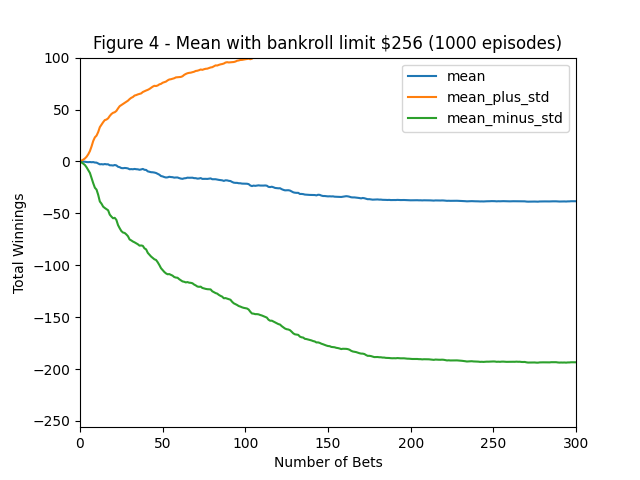 Figure 4 - Mean with bankroll limit $256 (1000 episodes)
mean
mean_plus_std
mean_minus_std
100
50
0
−50
−100
−150
−200
−250
Total Winnings
0 50 100 150 200 250 300
Number of Bets